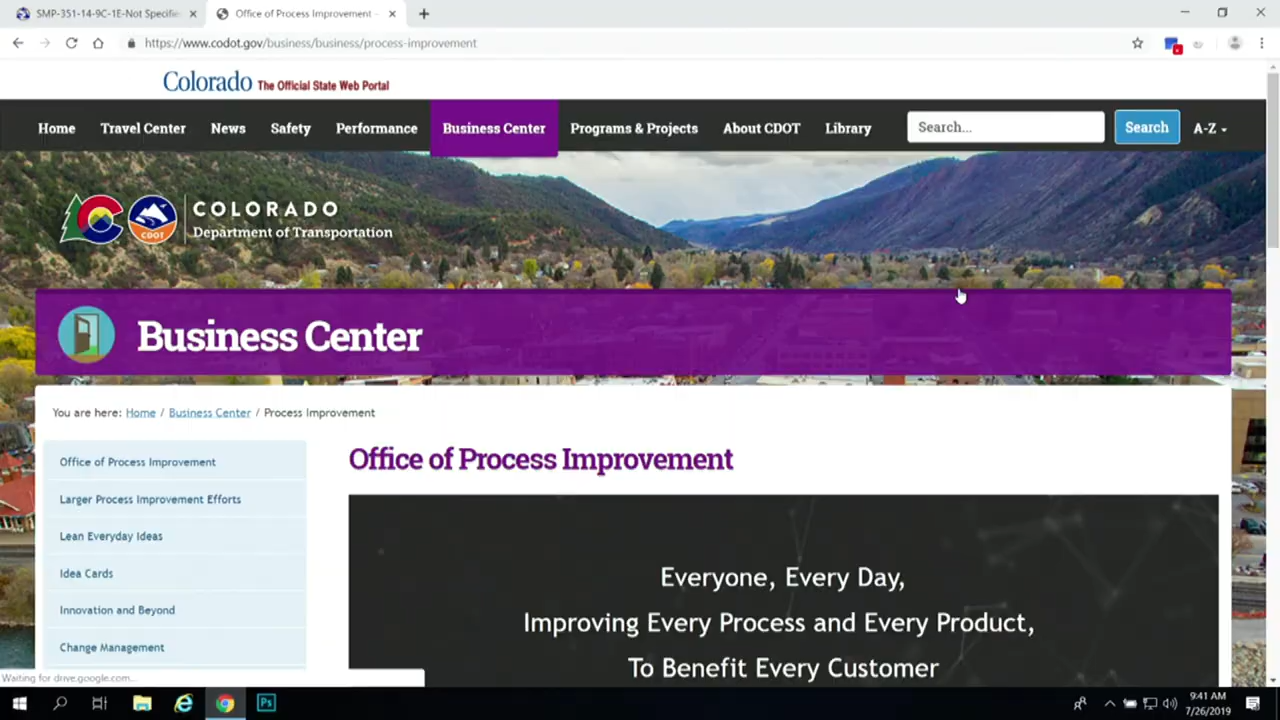 SMP-351-14-9C-1E-Not Specifie
Office of Process Improvement -
https://www.codot.gov/business/business/process-improvement
Colorado The Official State Web Portal
Home Travel Center News Safety Performance Business Center Programs & Projects About CDOT Library Search... Search A-Z
COLORADO
Department of Transportation
CDOT
Business Center
You are here: Home / Business Center / Process Improvement
Office of Process Improvement
Larger Process Improvement Efforts
Lean Everyday Ideas
Idea Cards
Innovation and Beyond
Change Management
Office of Process Improvement
Everyone, Every Day,
Improving Every Process and Every Product,
To Benefit Every Customer
Waiting for drive.google.com...
Ps
9:41 AM
7/26/2019